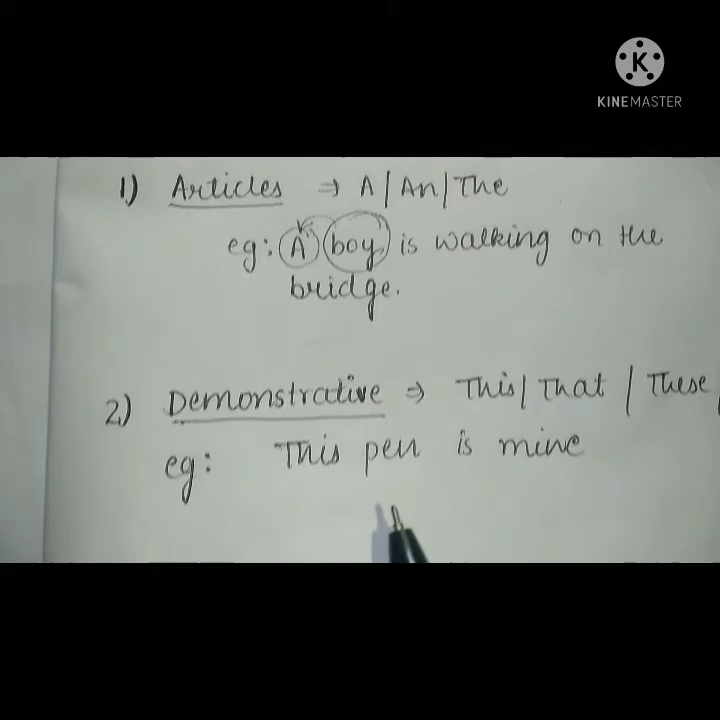 K
KINEMASTER
1) Articles ⇒ A/An/The
eg: A boy is walking on the
bridge.
2) Demonstrative ⇒ This/That/These/
eg: This pen is mine